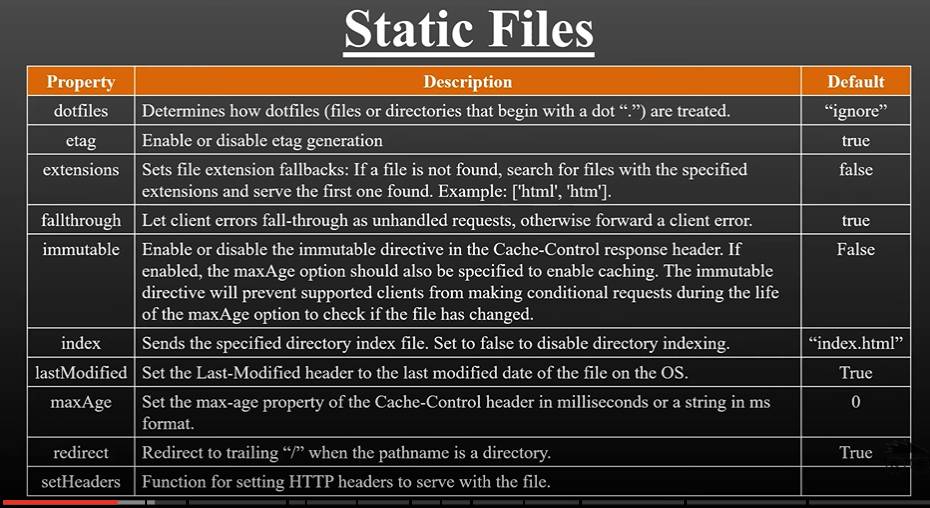 Static Files
Property Description Default
dotfiles Determines how dotfiles (files or directories that begin with a dot “.”) are treated. “ignore”
etag Enable or disable etag generation true
extensions Sets file extension fallbacks: If a file is not found, search for files with the specified false
extensions and serve the first one found. Example: ['html', 'htm'].
fallthrough Let client errors fall-through as unhandled requests, otherwise forward a client error. true
immutable Enable or disable the immutable directive in the Cache-Control response header. If False
enabled, the maxAge option should also be specified to enable caching. The immutable
directive will prevent supported clients from making conditional requests during the life
of the maxAge option to check if the file has changed.
index Sends the specified directory index file. Set to false to disable directory indexing. “index.html”
lastModified Set the Last-Modified header to the last modified date of the file on the OS. True
maxAge Set the max-age property of the Cache-Control header in milliseconds or a string in ms 0
format.
redirect Redirect to trailing “/” when the pathname is a directory. True
setHeaders Function for setting HTTP headers to serve with the file.